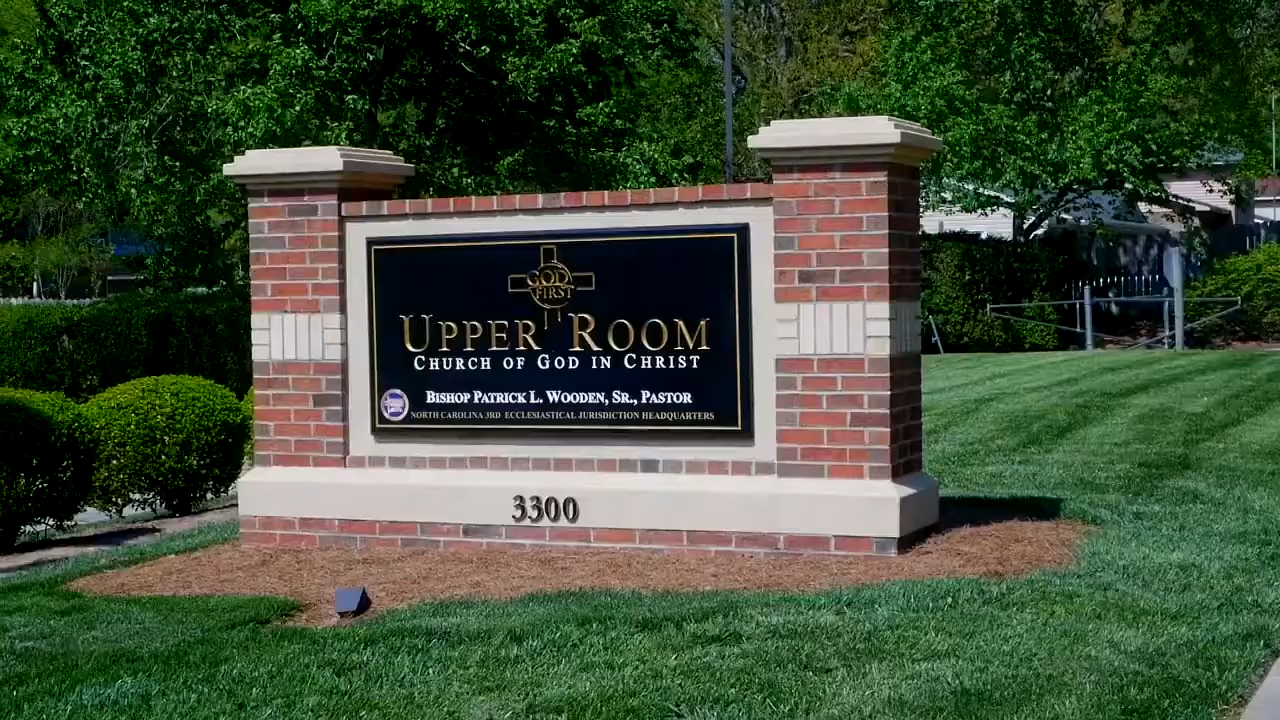 GOD
FIRST
UPPER ROOM
CHURCH OF GOD IN CHRIST
BISHOP PATRICK L. WOODEN, SR., PASTOR
NORTH CAROLINA 3RD ECCLESIASTICAL JURISDICTION HEADQUARTERS
3300